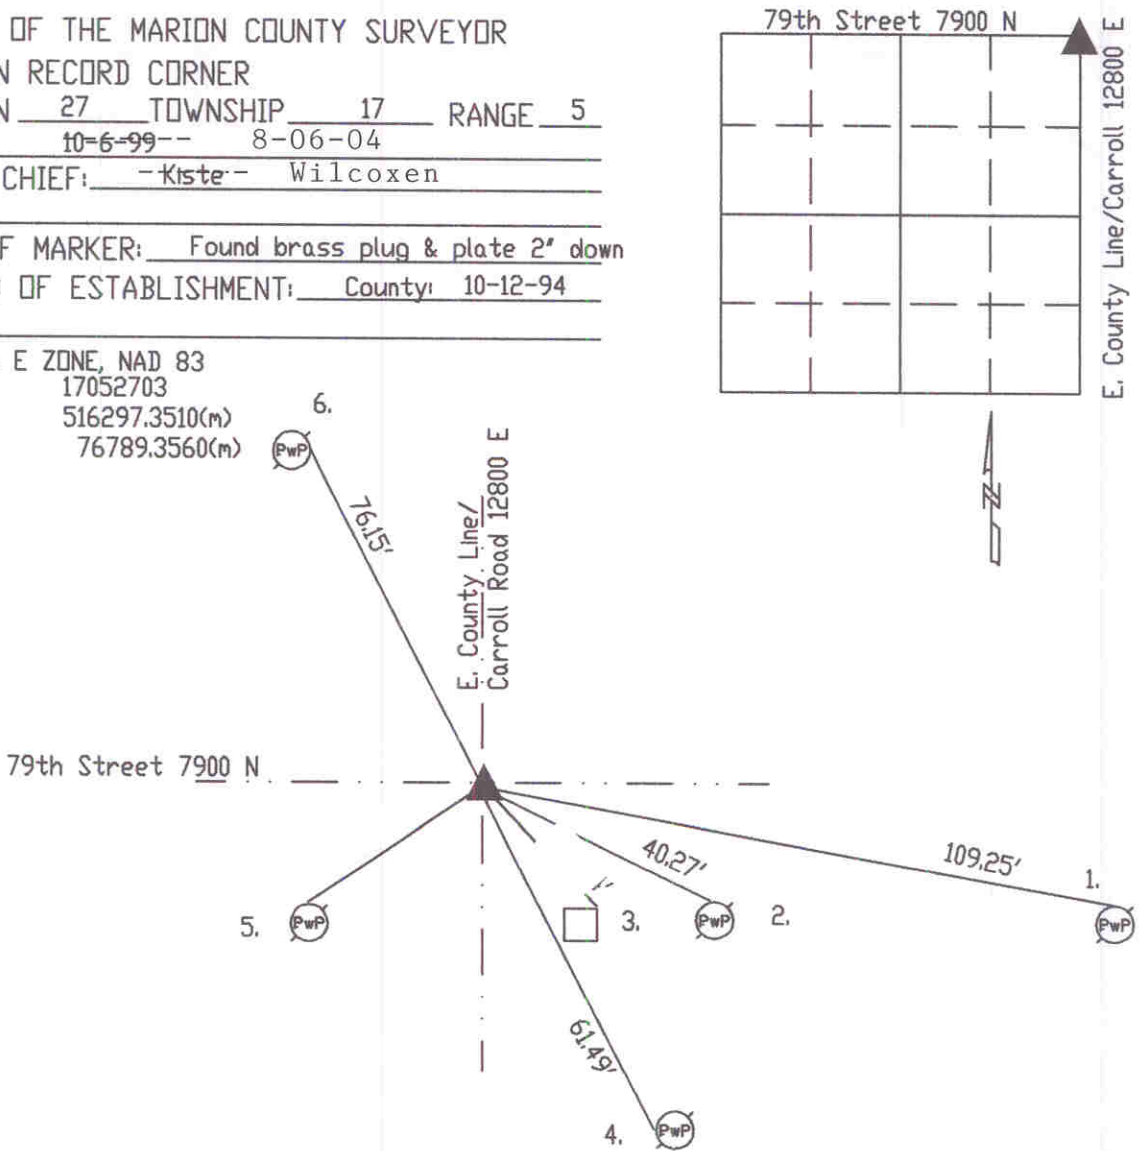 OF THE MARION COUNTY SURVEYOR
N RECORD CORNER
N 27 TOWNSHIP 17 RANGE 5
10-6-99-- 8-06-04
CHIEF: -Kiste- Wilcoxen
F MARKER: Found brass plug & plate 2" down
OF ESTABLISHMENT: County: 10-12-94
E ZONE, NAD 83
17052703
516297.3510(m)
76789.3560(m)
79th Street 7900 N
E. County Line/Carroll 12800 E
N
6.
PwP
76.15'
E. County Line/
Carroll Road 12800 E
79th Street 7900 N
40.27'
109.25'
1.
PwP
2.
PwP
3.
5.
PwP
61.49'
4.
PwP